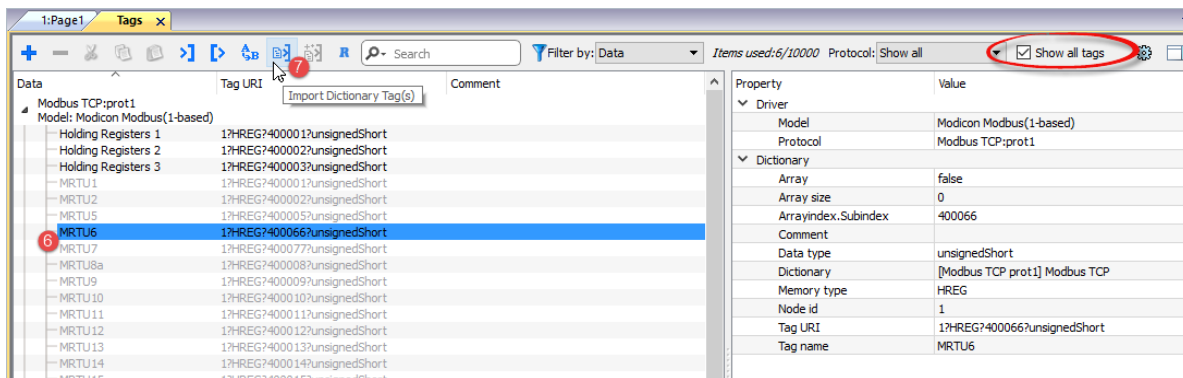 1:Page1 Tags x
A B R Search Filter by: Data Items used:6/10000 Protocol: Show all Show all tags
7
Import Dictionary Tag(s)
Data Tag URI Comment
Modbus TCP:prot1
Model: Modicon Modbus(1-based)
Holding Registers 1 1?HREG?400001?unsignedShort
Holding Registers 2 1?HREG?400002?unsignedShort
Holding Registers 3 1?HREG?400003?unsignedShort
MRTU1 1?HREG?400001?unsignedShort
MRTU2 1?HREG?400002?unsignedShort
MRTU5 1?HREG?400005?unsignedShort
MRTU6 1?HREG?400066?unsignedShort
6
MRTU7 1?HREG?400077?unsignedShort
MRTU8a 1?HREG?400008?unsignedShort
MRTU9 1?HREG?400009?unsignedShort
MRTU10 1?HREG?400010?unsignedShort
MRTU11 1?HREG?400011?unsignedShort
MRTU12 1?HREG?400012?unsignedShort
MRTU13 1?HREG?400013?unsignedShort
MRTU14 1?HREG?400014?unsignedShort
Property Value
Driver
Model Modicon Modbus(1-based)
Protocol Modbus TCP:prot1
Dictionary
Array false
Array size 0
Arrayindex.Subindex 400066
Comment
Data type unsignedShort
Dictionary [Modbus TCP prot1] Modbus TCP
Memory type HREG
Node id 1
Tag URI 1?HREG?400066?unsignedShort
Tag name MRTU6